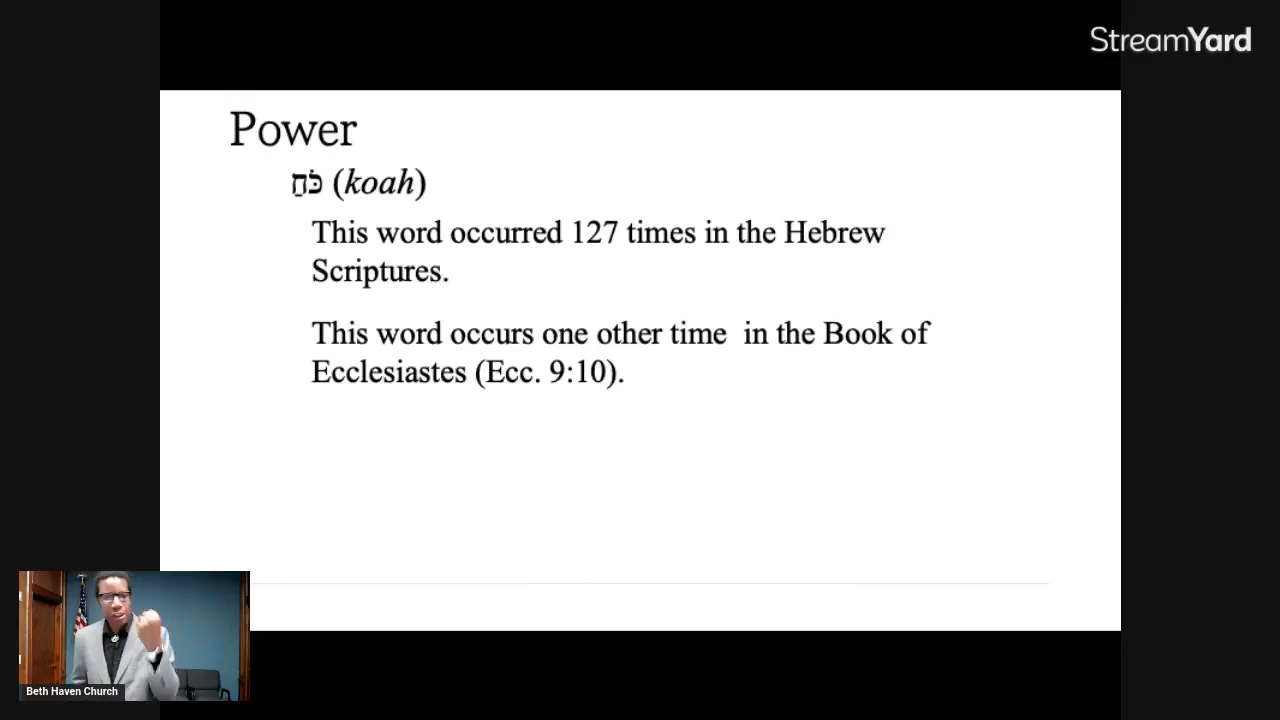 StreamYard
Power
כֹּחַ (koah)
This word occurred 127 times in the Hebrew
Scriptures.
This word occurs one other time in the Book of
Ecclesiastes (Ecc. 9:10).
Beth Haven Church